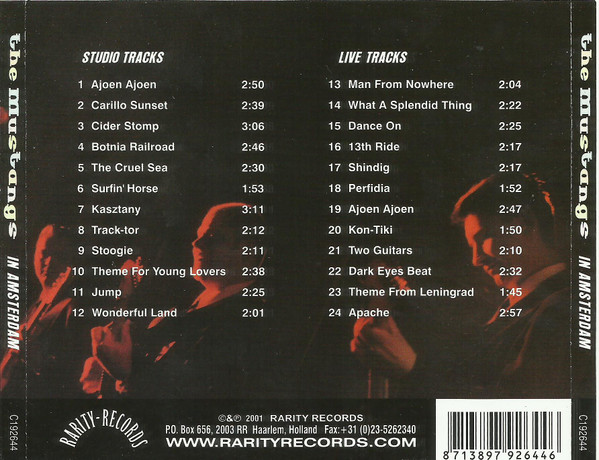 the mustangs IN AMSTERDAM
C192644
STUDIO TRACKS
1 Ajoen Ajoen 2:50
2 Carillo Sunset 2:39
3 Cider Stomp 3:06
4 Botnia Railroad 2:46
5 The Cruel Sea 2:30
6 Surfin' Horse 1:53
7 Kasztany 3:11
8 Track-tor 2:12
9 Stoogie 2:11
10 Theme For Young Lovers 2:38
11 Jump 2:25
12 Wonderful Land 2:01
LIVE TRACKS
13 Man From Nowhere 2:04
14 What A Splendid Thing 2:22
15 Dance On 2:25
16 13th Ride 2:17
17 Shindig 2:17
18 Perfidia 1:52
19 Ajoen Ajoen 2:47
20 Kon-Tiki 1:50
21 Two Guitars 2:10
22 Dark Eyes Beat 2:32
23 Theme From Leningrad 1:45
24 Apache 2:57
RARITY-RECORDS
©&℗ 2001 RARITY RECORDS
P.O. Box 656, 2003 RR Haarlem, Holland Fax:+31 (0)23-5262340
WWW.RARITYRECORDS.COM
8 713897 926446
the mustangs IN AMSTERDAM
C192644